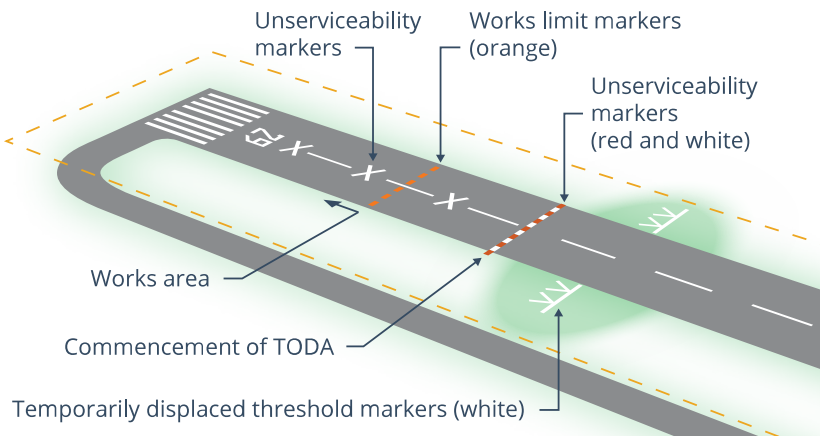 Unserviceability
markers
Works limit markers
(orange)
Unserviceability
markers
(red and white)
29
Works area
Commencement of TODA
Temporarily displaced threshold markers (white)